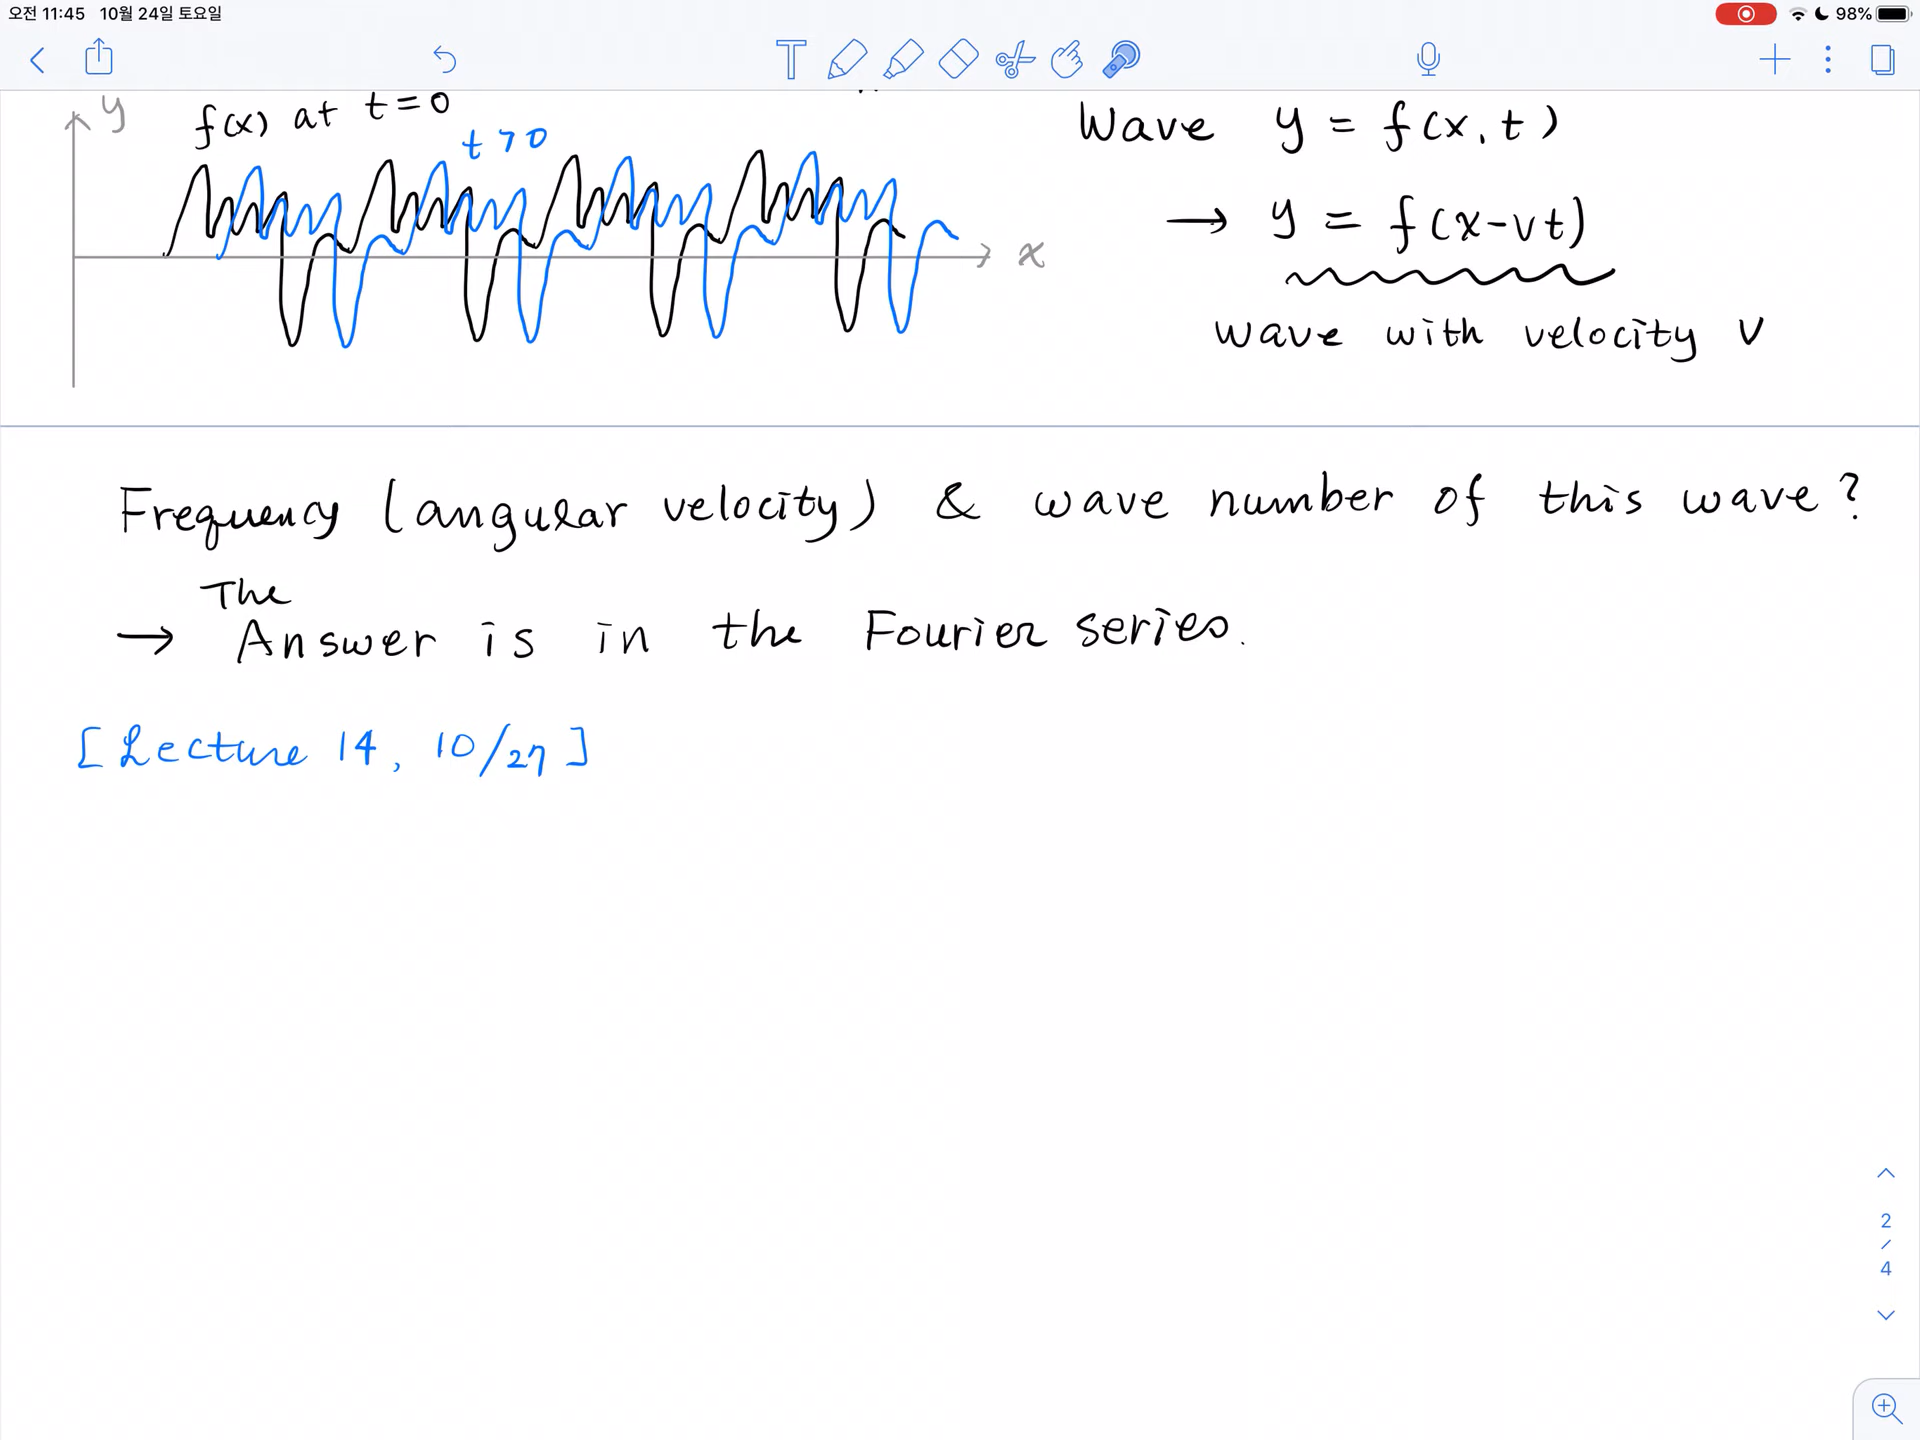 오전 11:45 10월 24일 토요일 98%
y f(x) at t=0
t>0
x
Wave y = f(x,t)
→ y = f(x-vt)
wave with velocity v
Frequency (angular velocity) & wave number of this wave?
The
→ Answer is in the Fourier series.
[Lecture 14, 10/27]
2
/
4